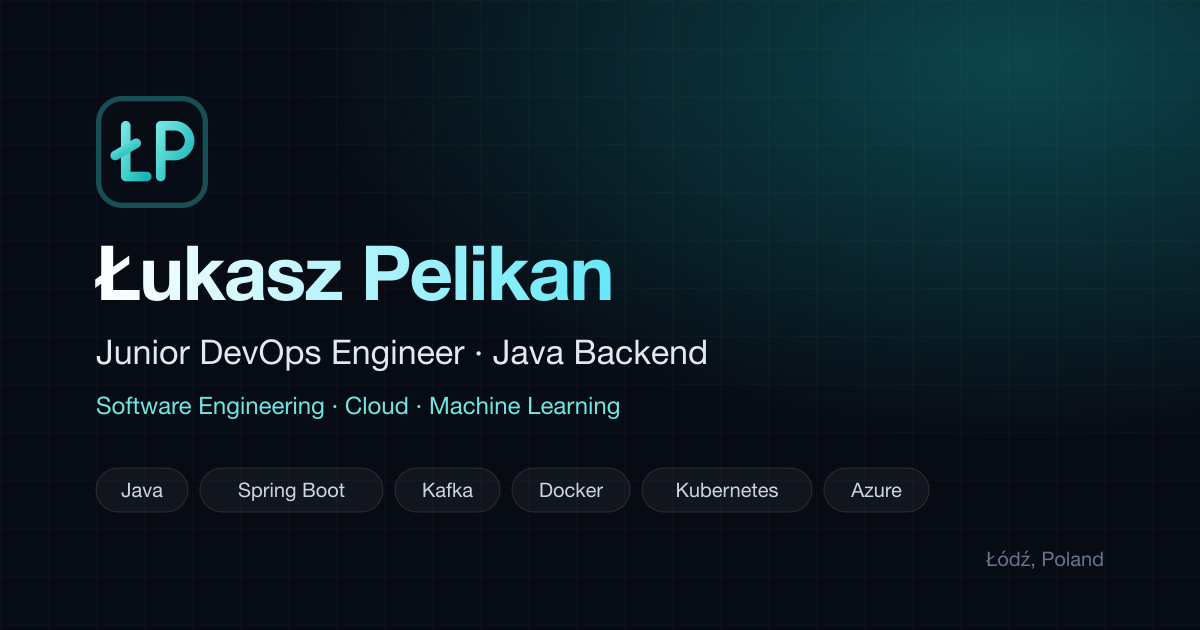 ŁP
Łukasz Pelikan
Junior DevOps Engineer · Java Backend
Software Engineering · Cloud · Machine Learning
Java Spring Boot Kafka Docker Kubernetes Azure
Łódź, Poland